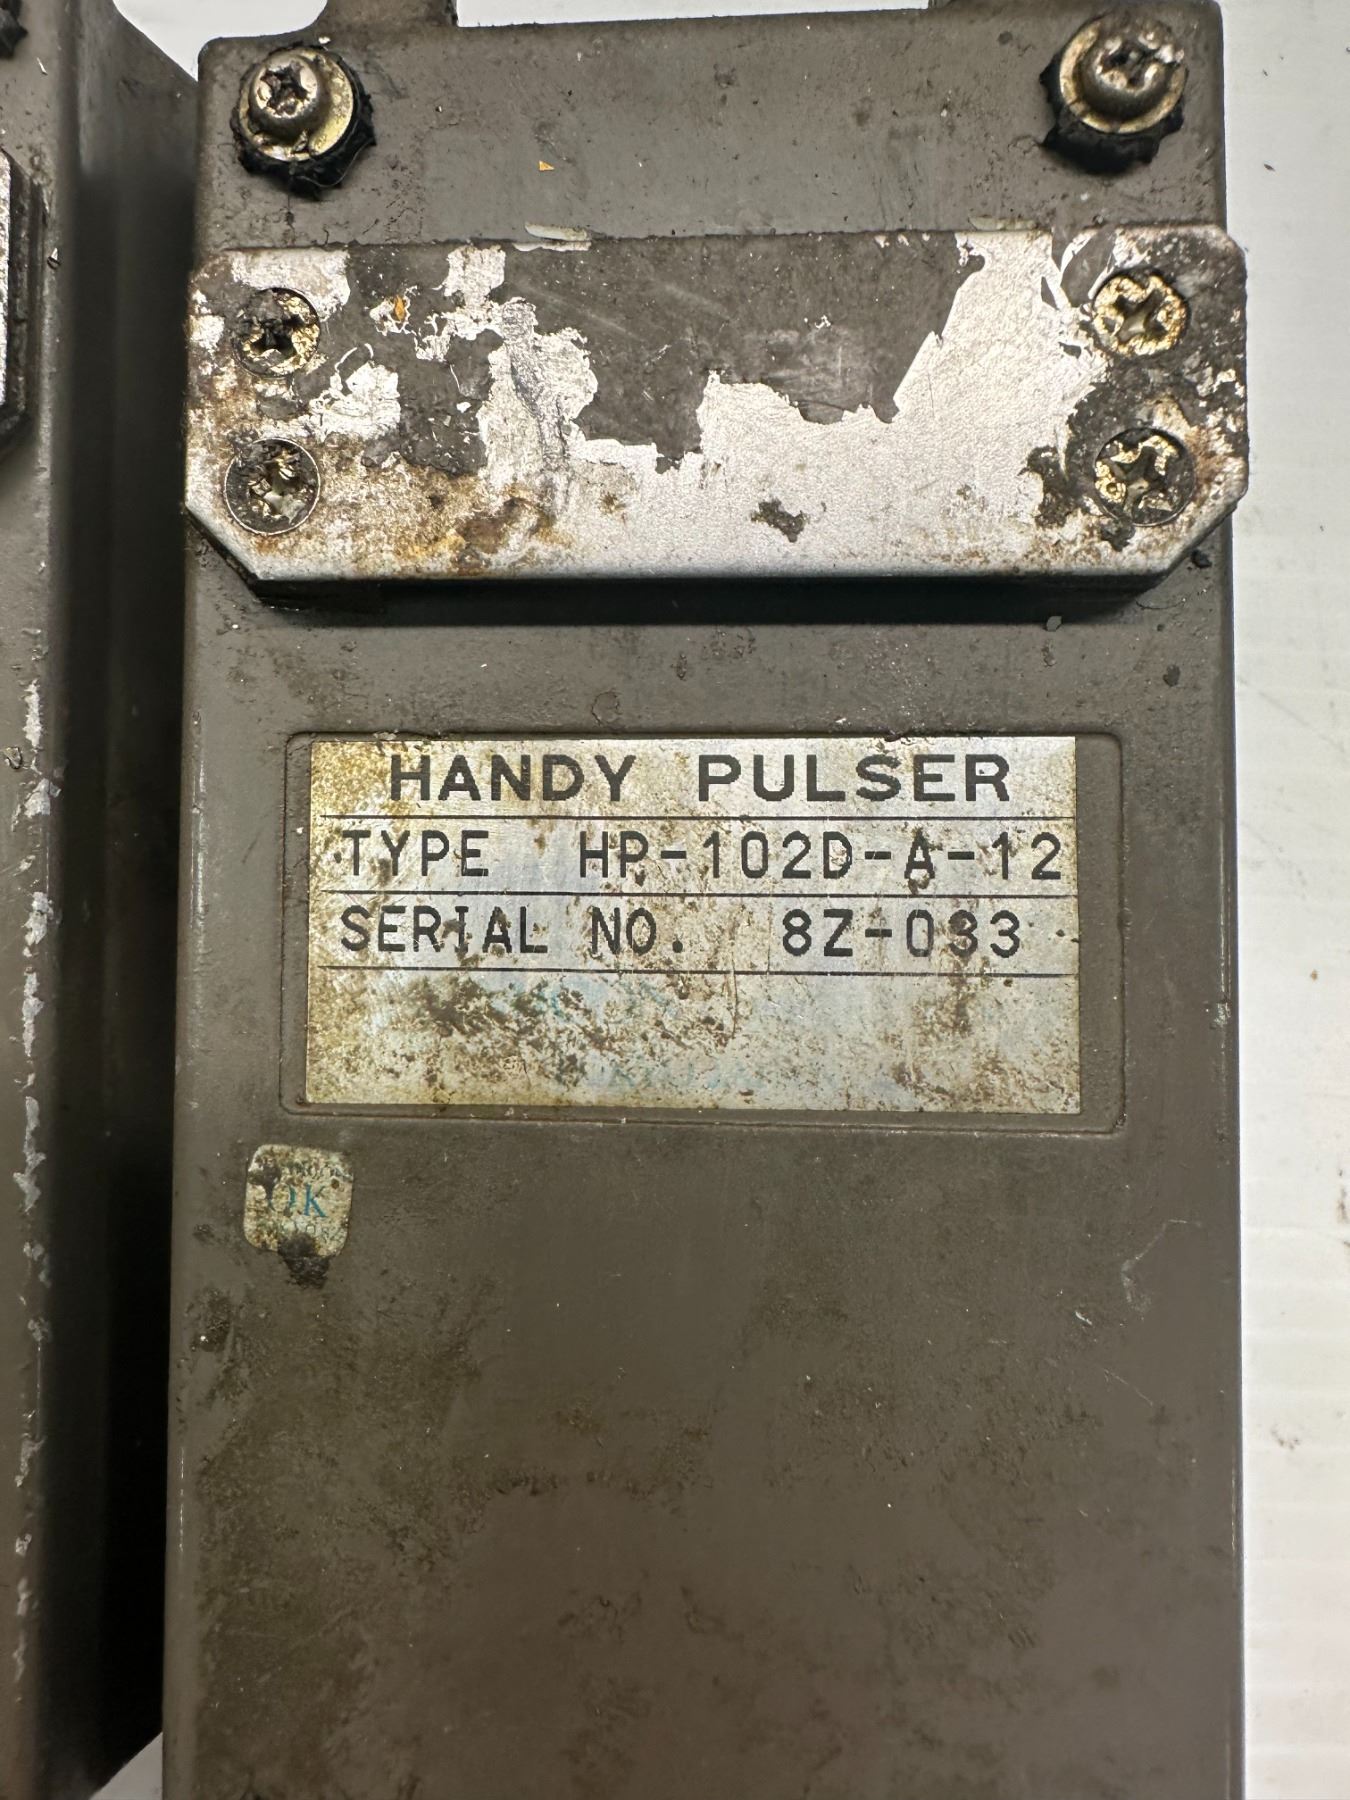 HANDY PULSER
TYPE HP-102D-A-12
SERIAL NO. 8Z-033
OK